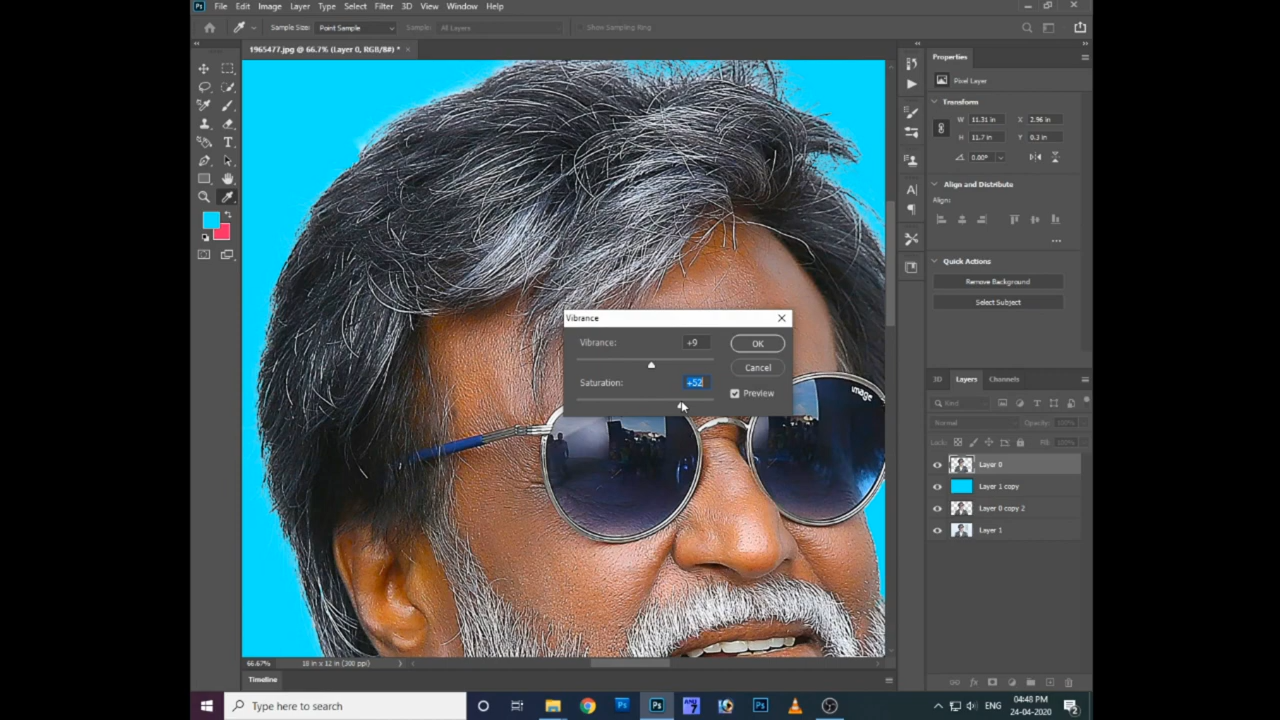 Ps File Edit Image Layer Type Select Filter 3D View Window Help
Sample Size: Point Sample Sample: All Layers Show Sampling Ring
1965477.jpg @ 66.7% (Layer 0, RGB/8#) * ×
Properties
Pixel Layer
Transform
W 11.31 in X 2.96 in
H 11.7 in Y 0.3 in
0.00°
Align and Distribute
Align:
...
Quick Actions
Remove Background
Select Subject
Vibrance
Vibrance: +9 OK
Cancel
Saturation: +52
Preview
image
3D Layers Channels
Kind
Normal Opacity: 100%
Lock: Fill: 100%
Layer 0
Layer 1 copy
Layer 0 copy 2
Layer 1
66.67% 18 in x 12 in (300 ppi)
Timeline
Type here to search
ENG
04:48 PM
24-04-2020
2